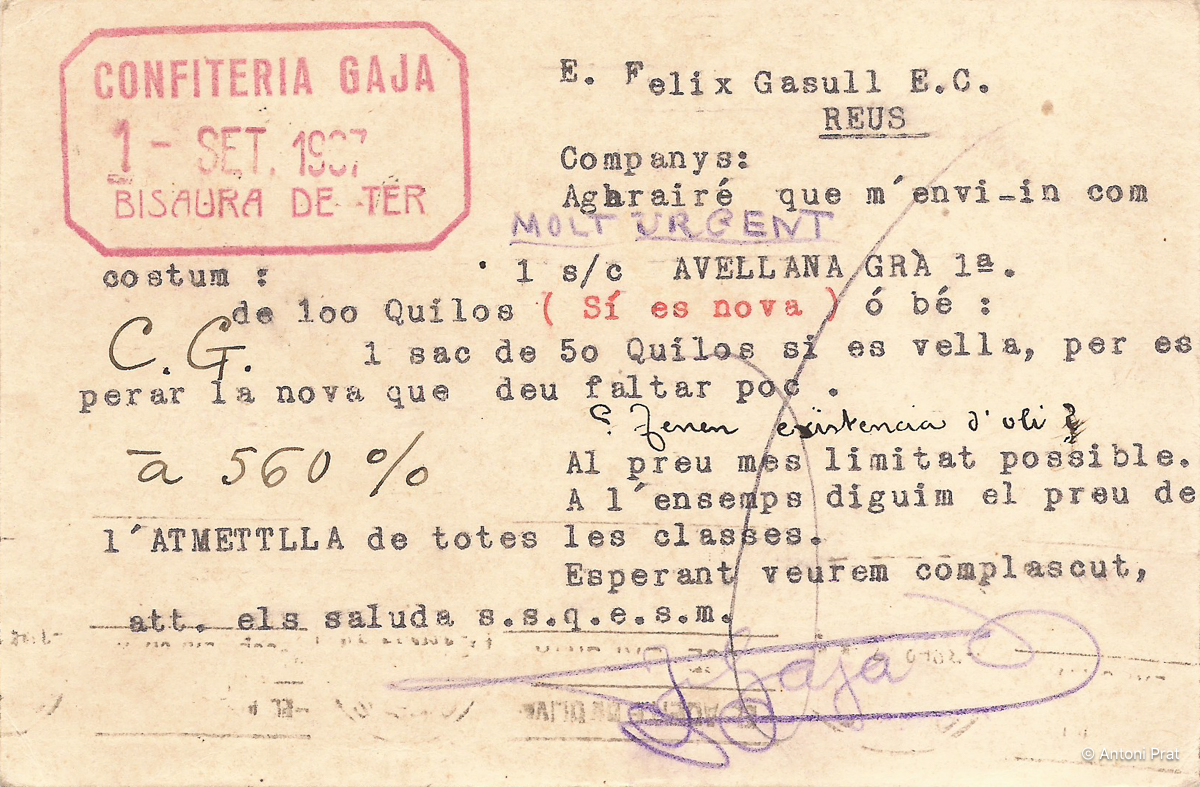 CONFITERIA GAJA
1 - SET. 1937
BISAURA DE TER
E. Felix Gasull E.C.
REUS
Companys:
Aghrairé que m´envi-in com
MOLT URGENT
costum : 1 s/c AVELLANA GRÀ 1ª.
de 1oo Quilos ( Sí es nova ) ó bé :
C. G.
1 sac de 5o Quilos si es vella, per es
perar la nova que deu faltar poc .
¿ Tenen existencia d'oli ?
a 560 %
Al preu mes limitat possible.
A l´ensemps diguim el preu de
l´ATMETTLLA de totes les classes.
Esperant veurem complascut,
att. els saluda s.s.q.e.s.m.
J Gaja
© Antoni Prat